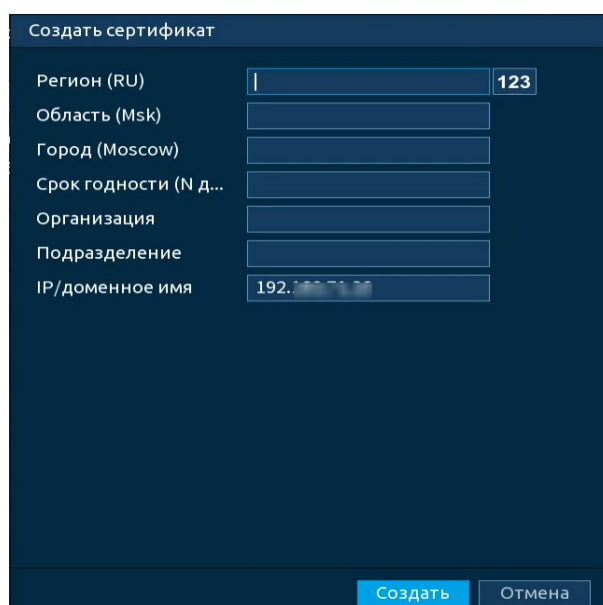 Создать сертификат
Регион (RU) 123
Область (Msk)
Город (Moscow)
Срок годности (N д...
Организация
Подразделение
IP/доменное имя 192.
Создать Отмена